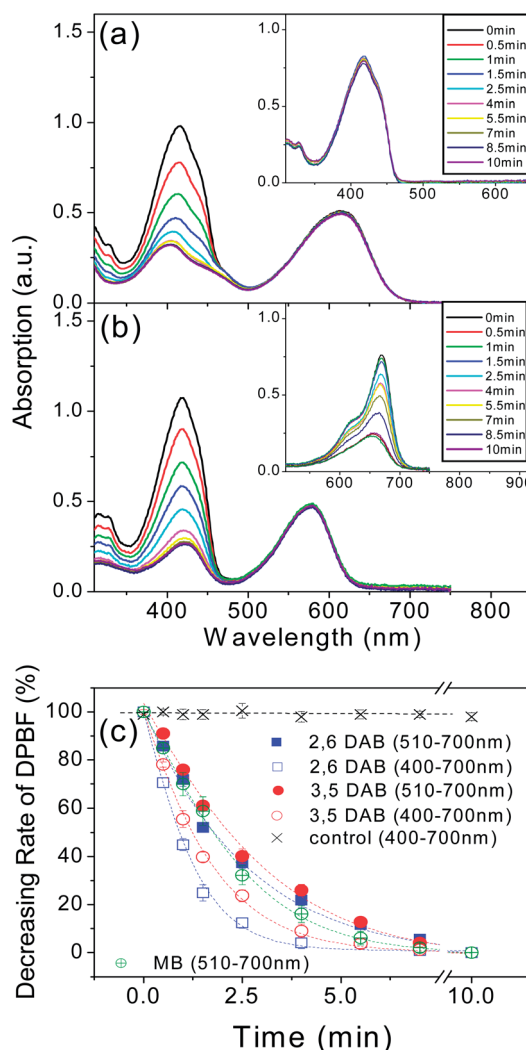 (a)
1.5
1.0
0.5
0.0
1.0
0.5
0.0
400
500
600
0min
0.5min
1min
1.5min
2.5min
4min
5.5min
7min
8.5min
10min
Absorption (a.u.)
(b)
1.5
1.0
0.5
0.0
1.0
0.5
0.0
600
700
800
900
0min
0.5min
1min
1.5min
2.5min
4min
5.5min
7min
8.5min
10min
400
500
600
700
800
Wavelength (nm)
(c)
Decreasing Rate of DPBF (%)
100
80
60
40
20
0
2,6 DAB (510-700nm)
2,6 DAB (400-700nm)
3,5 DAB (510-700nm)
3,5 DAB (400-700nm)
control (400-700nm)
MB (510-700nm)
0.0
2.5
5.0
10.0
Time (min)